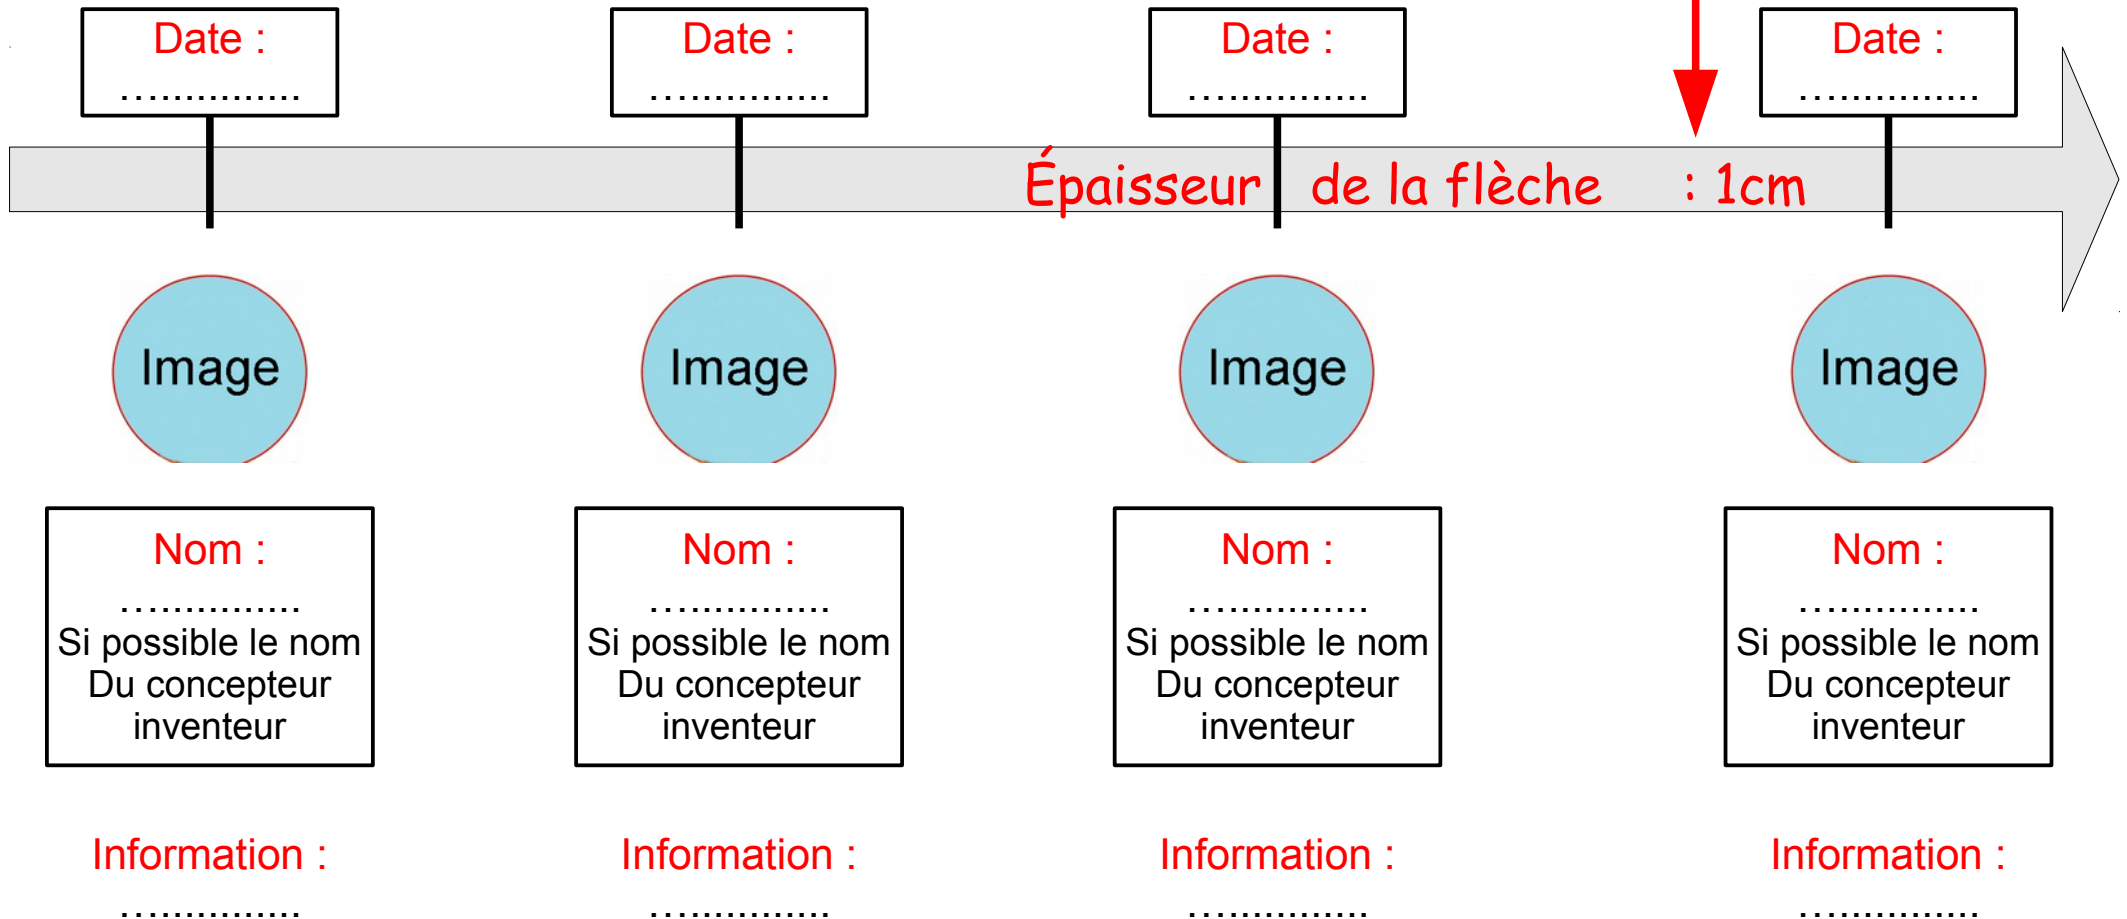 Date :
...............
Date :
...............
Date :
...............
Date :
...............
Épaisseur de la flèche : 1cm
Image
Image
Image
Image
Nom :
...............
Si possible le nom
Du concepteur
inventeur
Nom :
...............
Si possible le nom
Du concepteur
inventeur
Nom :
...............
Si possible le nom
Du concepteur
inventeur
Nom :
...............
Si possible le nom
Du concepteur
inventeur
Information :
...............
Information :
...............
Information :
...............
Information :
...............